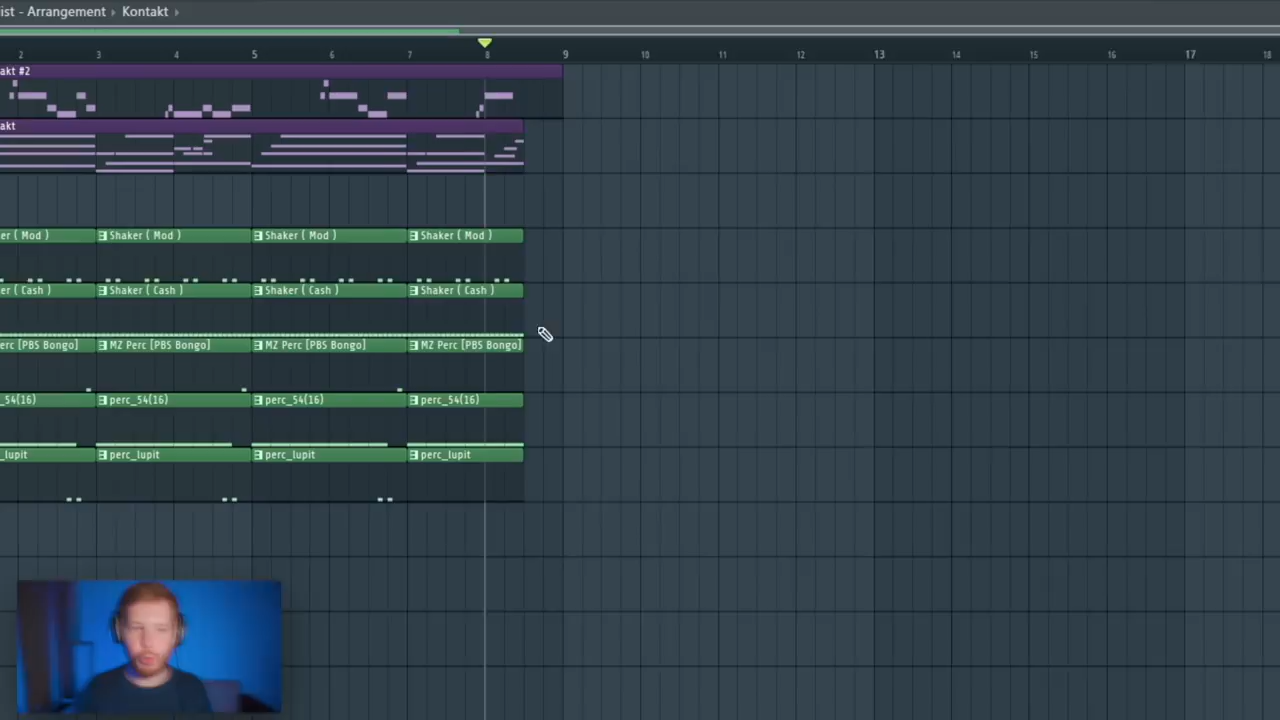 ist - Arrangement › Kontakt ›
2 3 4 5 6 7 8 9 10 11 12 13 14 15 16 17 18
akt #2
akt
er ( Mod ) Shaker ( Mod ) Shaker ( Mod ) Shaker ( Mod )
er ( Cash ) Shaker ( Cash ) Shaker ( Cash ) Shaker ( Cash )
erc [PBS Bongo] MZ Perc [PBS Bongo] MZ Perc [PBS Bongo] MZ Perc [PBS Bongo]
_54(16) perc_54(16) perc_54(16) perc_54(16)
_lupit perc_lupit perc_lupit perc_lupit